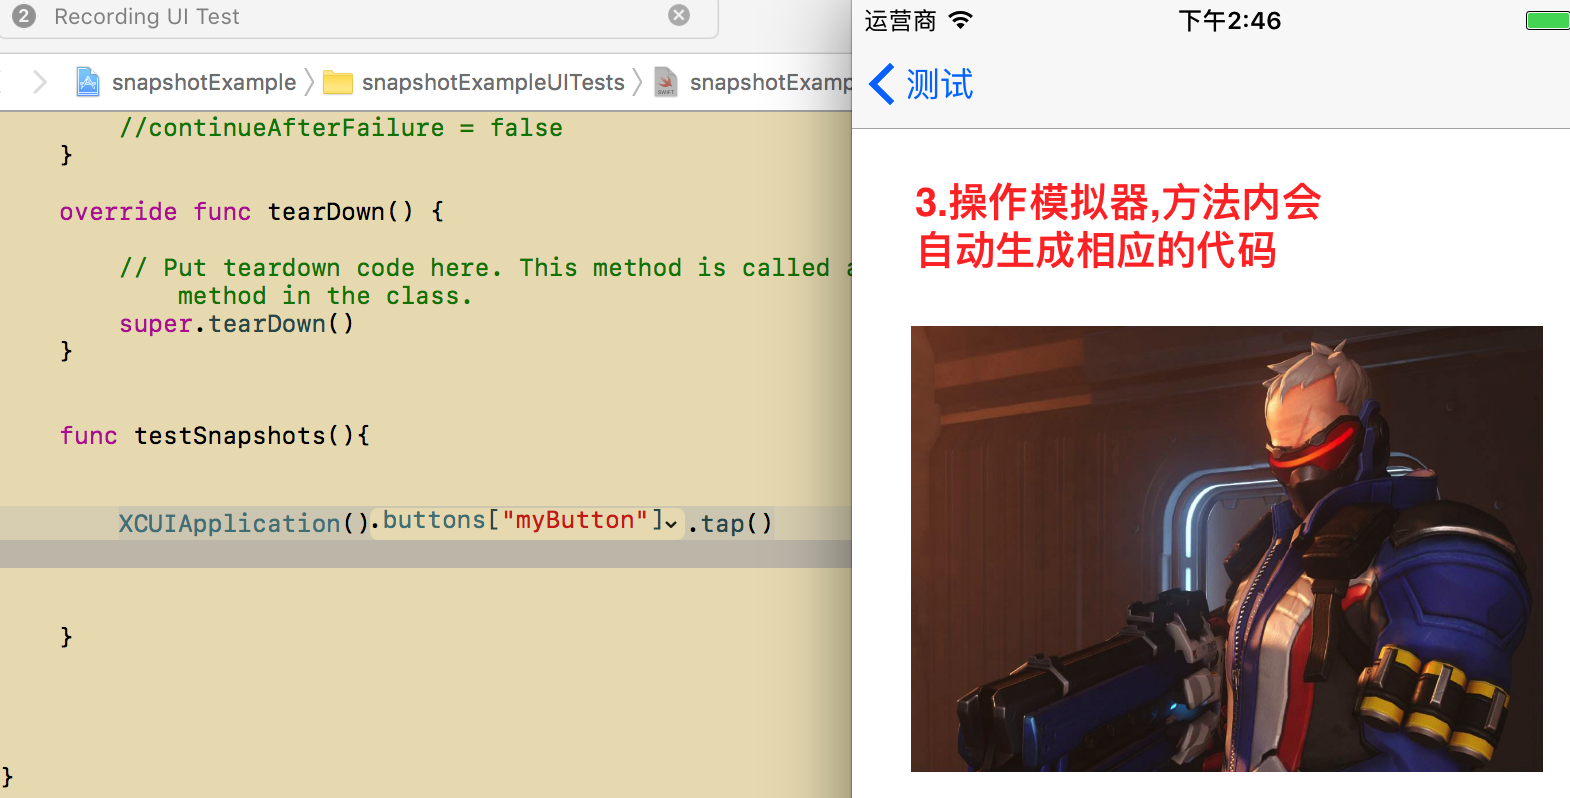 2 Recording UI Test
snapshotExample snapshotExampleUITests snapshotExamp
//continueAfterFailure = false
}
override func tearDown() {
// Put teardown code here. This method is called a
method in the class.
super.tearDown()
}
func testSnapshots(){
XCUIApplication().buttons["myButton"].tap()
}
}
运营商 下午2:46
测试
3.操作模拟器,方法内会
自动生成相应的代码